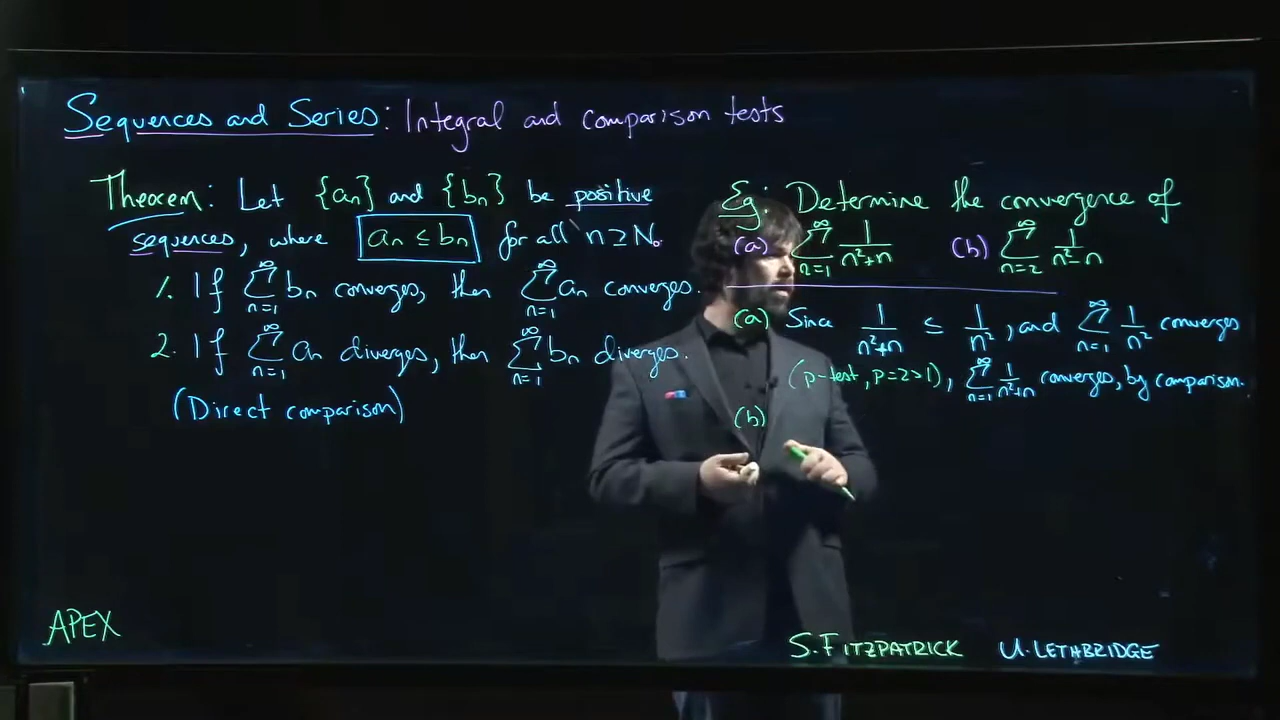 Sequences and Series: Integral and comparison tests
Theorem: Let {aₙ} and {bₙ} be positive
sequences, where aₙ ≤ bₙ for all n ≥ N.
1. If ∑_{n=1}^{∞} bₙ converges, then ∑_{n=1}^{∞} aₙ converges.
2. If ∑_{n=1}^{∞} aₙ diverges, then ∑_{n=1}^{∞} bₙ diverges.
(Direct comparison)
Eg: Determine the convergence of
(a) ∑_{n=1}^{∞} 1/(n²+n) (b) ∑_{n=2}^{∞} 1/(n²-n)
(a) Since 1/(n²+n) ≤ 1/n², and ∑_{n=1}^{∞} 1/n² converges
(p-test, p=2>1), ∑_{n=1}^{∞} 1/(n²+n) converges, by comparison.
(b)
APEX
S. FITZPATRICK U. LETHBRIDGE